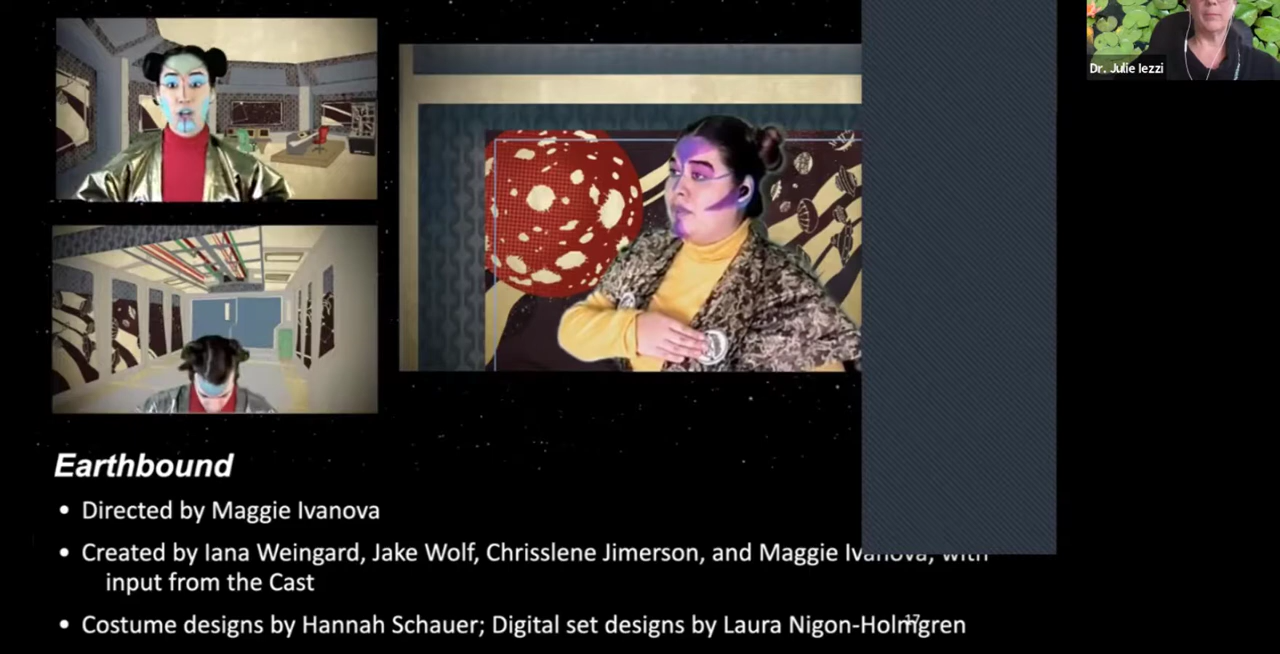 Dr. Julie Iezzi
Earthbound
• Directed by Maggie Ivanova
• Created by Iana Weingard, Jake Wolf, Chrisslene Jimerson, and Maggie Ivanova, with
input from the Cast
• Costume designs by Hannah Schauer; Digital set designs by Laura Nigon-Holmgren
17